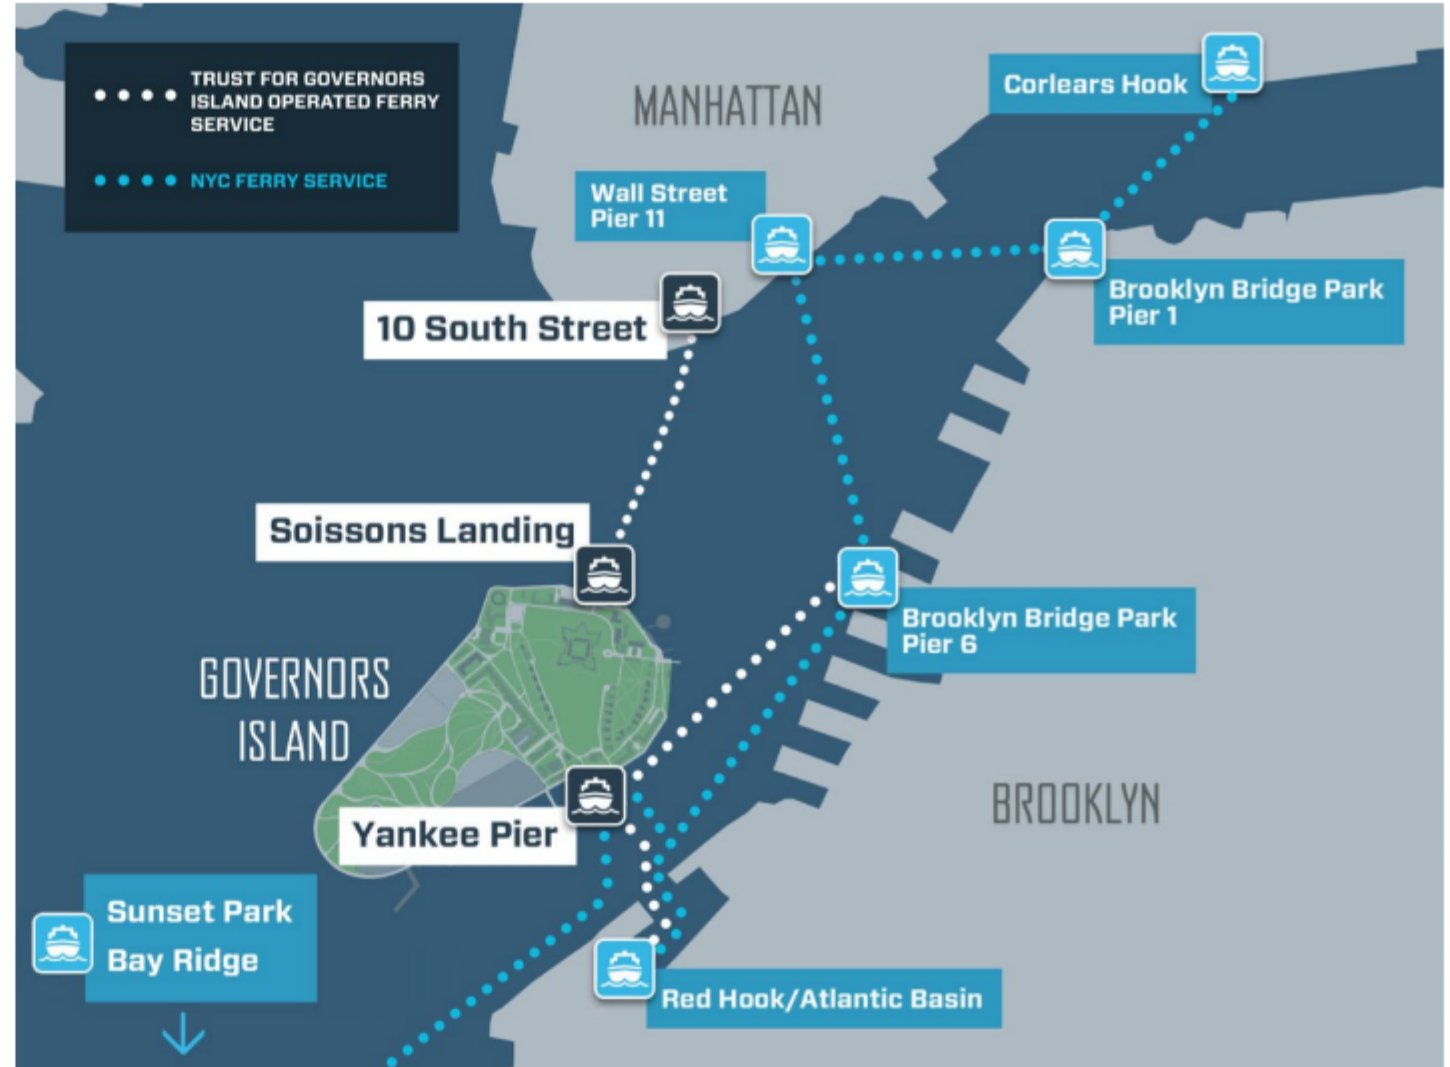 TRUST FOR GOVERNORS
ISLAND OPERATED FERRY
SERVICE
NYC FERRY SERVICE
MANHATTAN
Corlears Hook
Wall Street
Pier 11
Brooklyn Bridge Park
Pier 1
10 South Street
Soissons Landing
Brooklyn Bridge Park
Pier 6
GOVERNORS
ISLAND
Yankee Pier
BROOKLYN
Sunset Park
Bay Ridge
Red Hook/Atlantic Basin